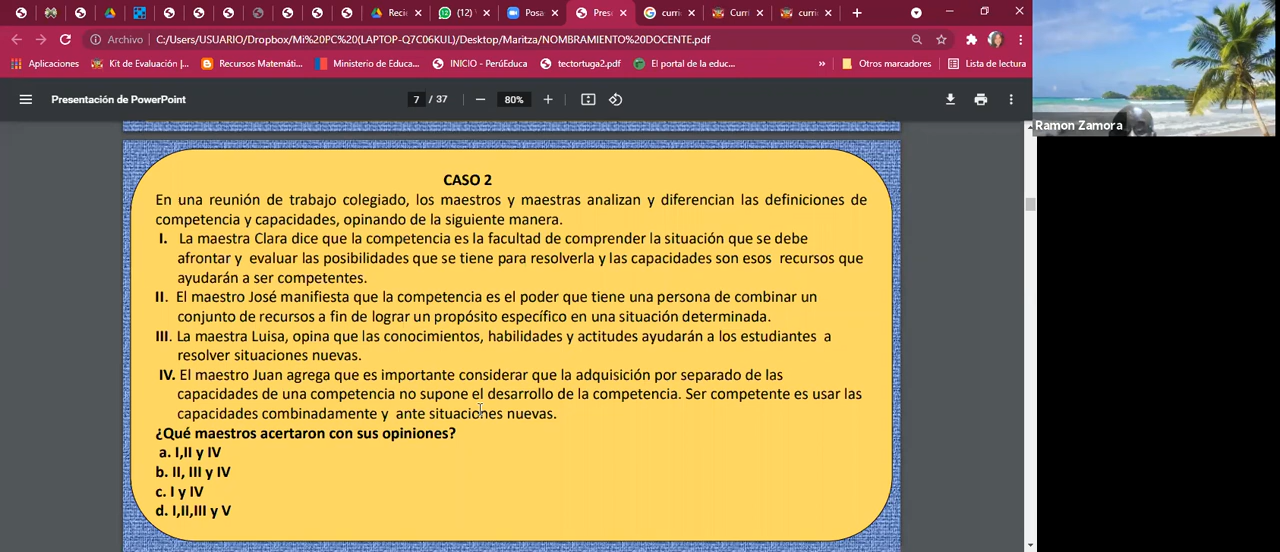 Recie
(12)
Posa
Prese
curric
Curri
curric
Archivo C:/Users/USUARIO/Dropbox/Mi%20PC%20(LAPTOP-Q7C06KUL)/Desktop/Maritza/NOMBRAMIENTO%20DOCENTE.pdf
Aplicaciones Kit de Evaluación |... Recursos Matemáti... Ministerio de Educa... INICIO - PerúEduca tectortuga2.pdf El portal de la educ... » Otros marcadores Lista de lectura
Presentación de PowerPoint 7 / 37 — 80% +
Ramon Zamora
CASO 2
En una reunión de trabajo colegiado, los maestros y maestras analizan y diferencian las definiciones de
competencia y capacidades, opinando de la siguiente manera.
I. La maestra Clara dice que la competencia es la facultad de comprender la situación que se debe
afrontar y evaluar las posibilidades que se tiene para resolverla y las capacidades son esos recursos que
ayudarán a ser competentes.
II. El maestro José manifiesta que la competencia es el poder que tiene una persona de combinar un
conjunto de recursos a fin de lograr un propósito específico en una situación determinada.
III. La maestra Luisa, opina que las conocimientos, habilidades y actitudes ayudarán a los estudiantes a
resolver situaciones nuevas.
IV. El maestro Juan agrega que es importante considerar que la adquisición por separado de las
capacidades de una competencia no supone el desarrollo de la competencia. Ser competente es usar las
capacidades combinadamente y ante situaciones nuevas.
¿Qué maestros acertaron con sus opiniones?
a. I,II y IV
b. II, III y IV
c. I y IV
d. I,II,III y V